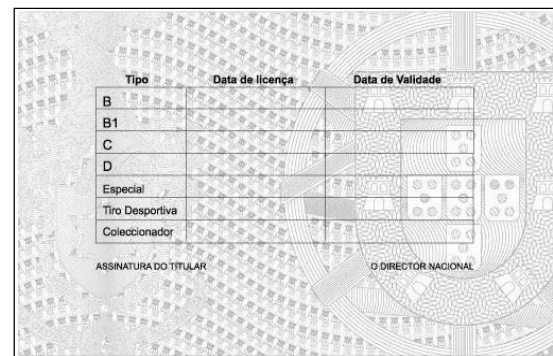 Tipo Data de licença Data de Validade
B
B1
C
D
Especial
Tiro Desportiva
Coleccionador
ASSINATURA DO TITULAR O DIRECTOR NACIONAL